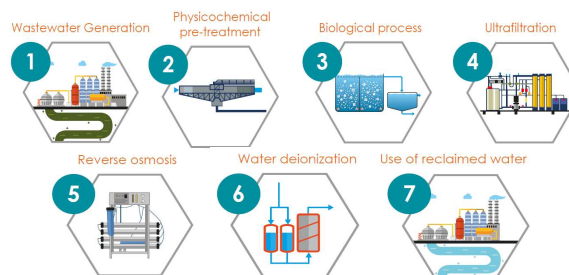 Wastewater Generation
1
Physicochemical
pre-treatment
2
Biological process
3
Ultrafiltration
4
Reverse osmosis
5
Water deionization
6
Use of reclaimed water
7